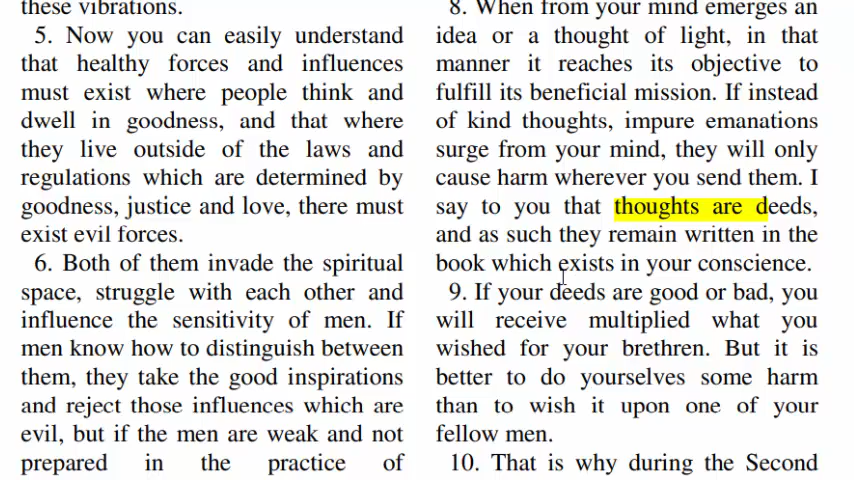 these vibrations.
5. Now you can easily understand
that healthy forces and influences
must exist where people think and
dwell in goodness, and that where
they live outside of the laws and
regulations which are determined by
goodness, justice and love, there must
exist evil forces.
6. Both of them invade the spiritual
space, struggle with each other and
influence the sensitivity of men. If
men know how to distinguish between
them, they take the good inspirations
and reject those influences which are
evil, but if the men are weak and not
prepared in the practice of
8. When from your mind emerges an
idea or a thought of light, in that
manner it reaches its objective to
fulfill its beneficial mission. If instead
of kind thoughts, impure emanations
surge from your mind, they will only
cause harm wherever you send them. I
say to you that thoughts are deeds,
and as such they remain written in the
book which exists in your conscience.
9. If your deeds are good or bad, you
will receive multiplied what you
wished for your brethren. But it is
better to do yourselves some harm
than to wish it upon one of your
fellow men.
10. That is why during the Second